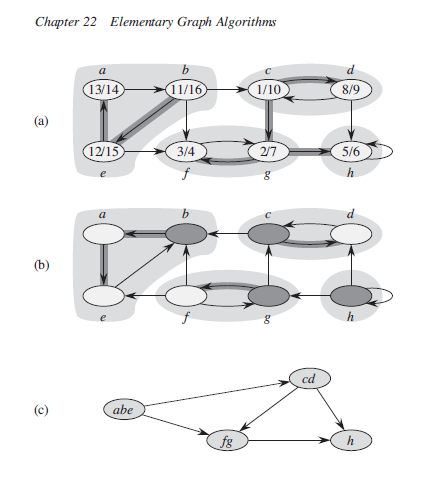 Chapter 22 Elementary Graph Algorithms
a b c d
13/14 11/16 1/10 8/9
(a)
12/15 3/4 2/7 5/6
e f g h
a b c d
(b)
e f g h
cd
(c) abe
fg h